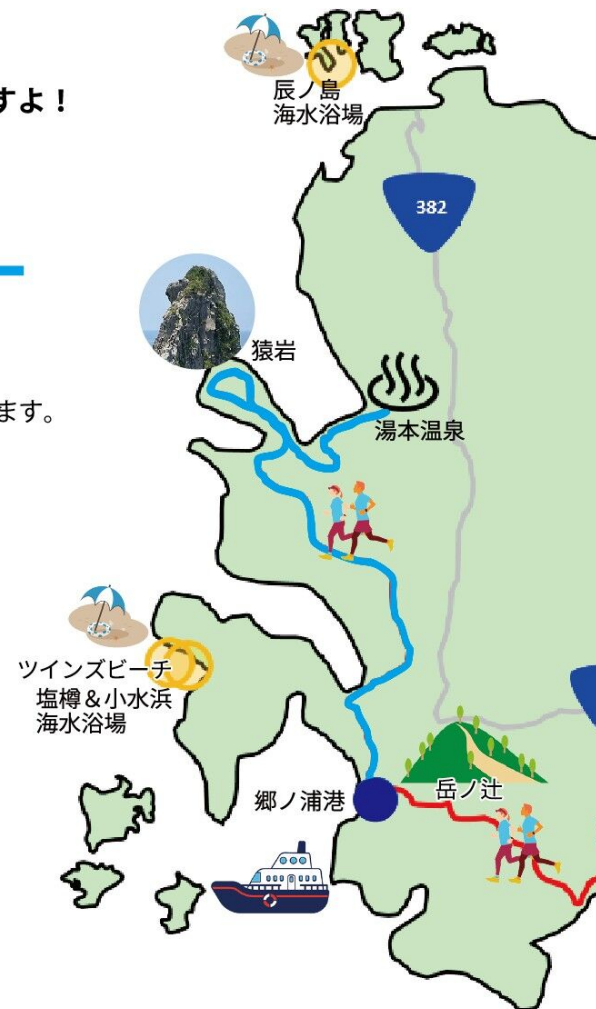 すよ！
辰ノ島
海水浴場
382
猿岩
ます。
湯本温泉
ツインズビーチ
塩樽＆小水浜
海水浴場
郷ノ浦港
岳ノ辻